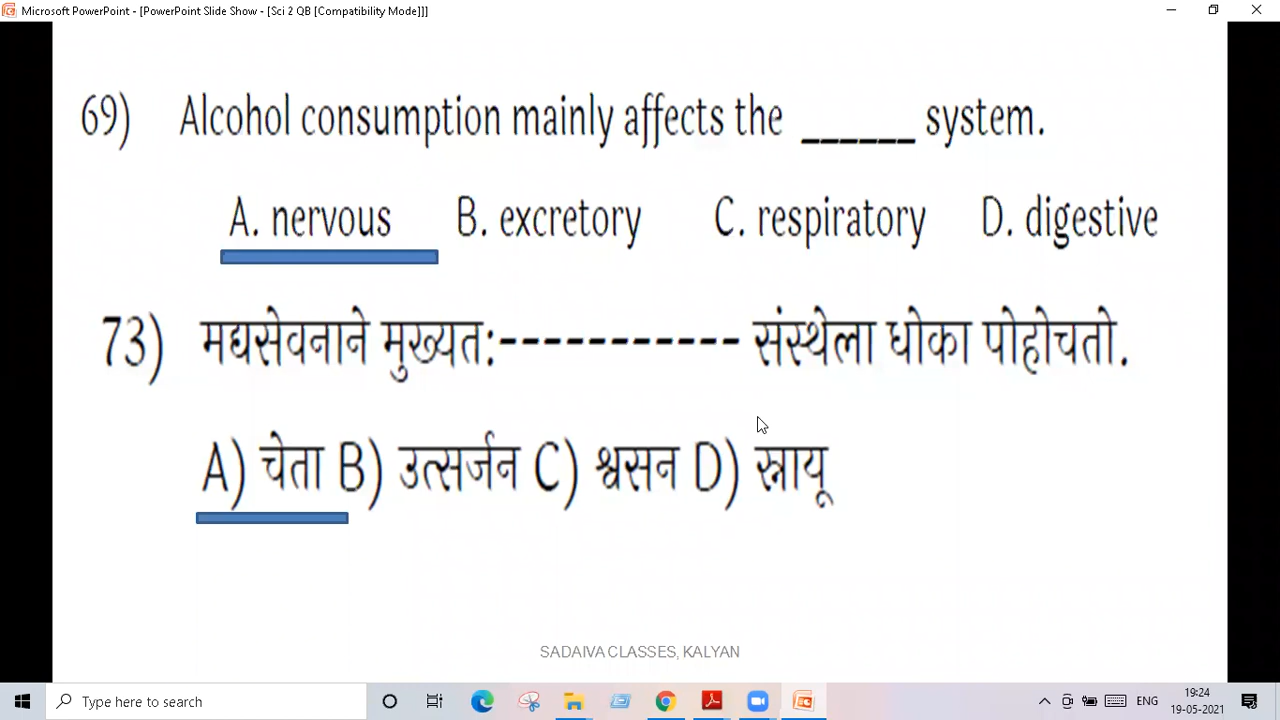 Microsoft PowerPoint - [PowerPoint Slide Show - [Sci 2 QB [Compatibility Mode]]]
69) Alcohol consumption mainly affects the ______ system.
A. nervous B. excretory C. respiratory D. digestive
73) मद्यसेवनाने मुख्यत:----------- संस्थेला धोका पोहोचतो.
A) चेता B) उत्सर्जन C) श्वसन D) स्नायू
SADAIVA CLASSES, KALYAN
Type here to search
ENG
19:24
19-05-2021